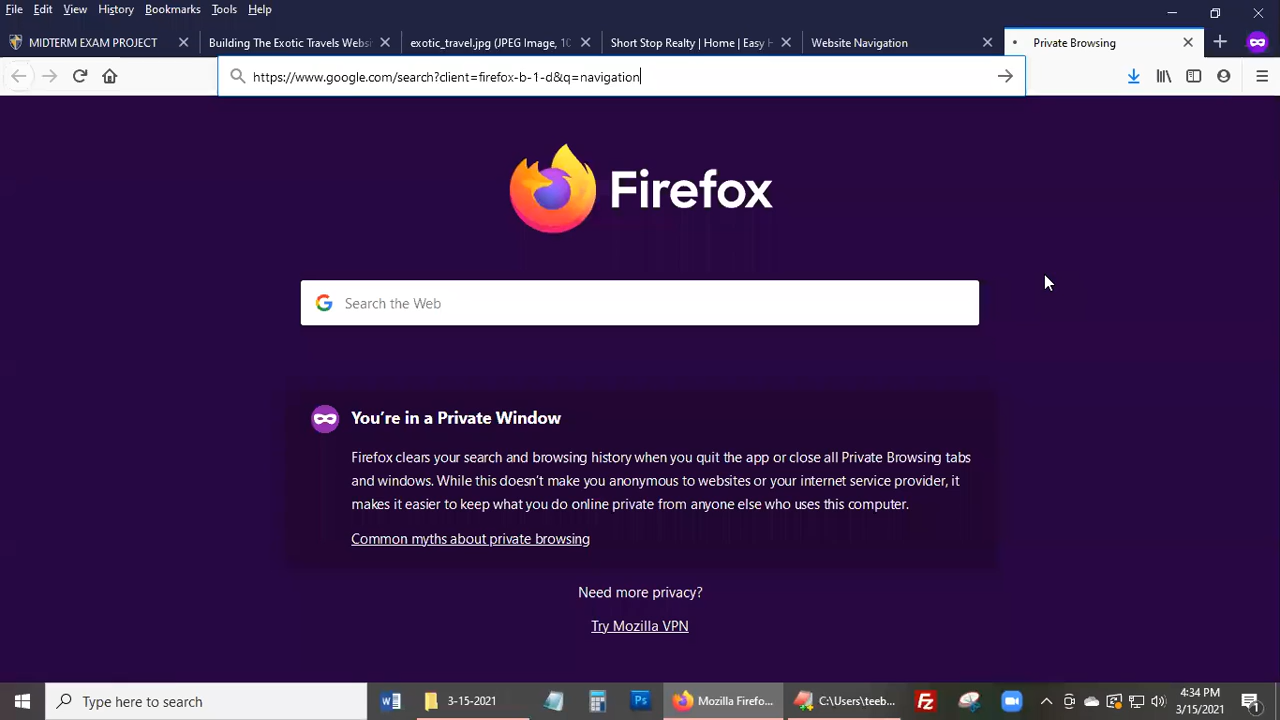 File Edit View History Bookmarks Tools Help
MIDTERM EXAM PROJECT
Building The Exotic Travels Websi
exotic_travel.jpg (JPEG Image, 10
Short Stop Realty | Home | Easy H
Website Navigation
Private Browsing
https://www.google.com/search?client=firefox-b-1-d&q=navigation
Firefox
Search the Web
You're in a Private Window
Firefox clears your search and browsing history when you quit the app or close all Private Browsing tabs
and windows. While this doesn't make you anonymous to websites or your internet service provider, it
makes it easier to keep what you do online private from anyone else who uses this computer.
Common myths about private browsing
Need more privacy?
Try Mozilla VPN
Type here to search
3-15-2021
Mozilla Firefo...
C:\Users\teeb...
4:34 PM
3/15/2021